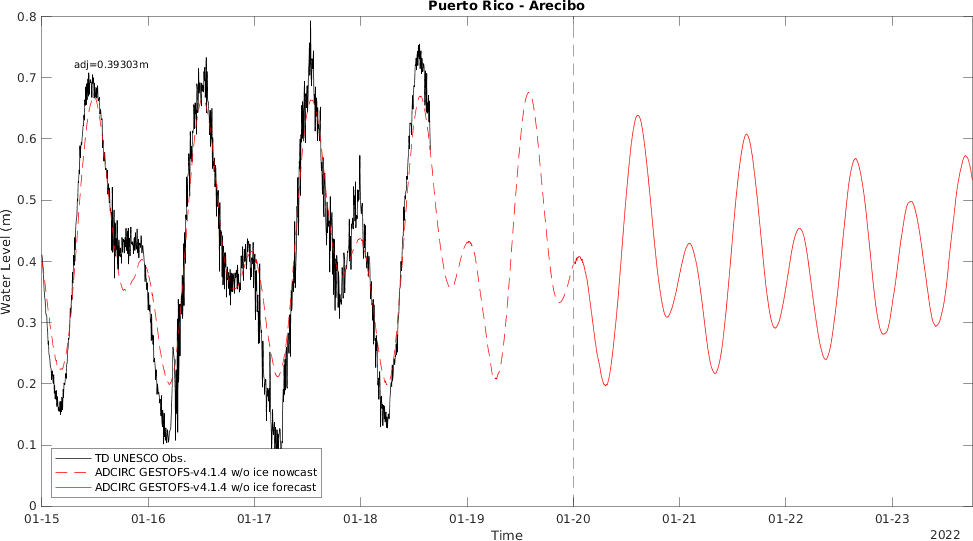 Puerto Rico - Arecibo
adj=0.39303m
Water Level (m)
0.8
0.7
0.6
0.5
0.4
0.3
0.2
0.1
0
TD UNESCO Obs.
ADCIRC GESTOFS-v4.1.4 w/o ice nowcast
ADCIRC GESTOFS-v4.1.4 w/o ice forecast
01-15 01-16 01-17 01-18 01-19 01-20 01-21 01-22 01-23
Time
2022